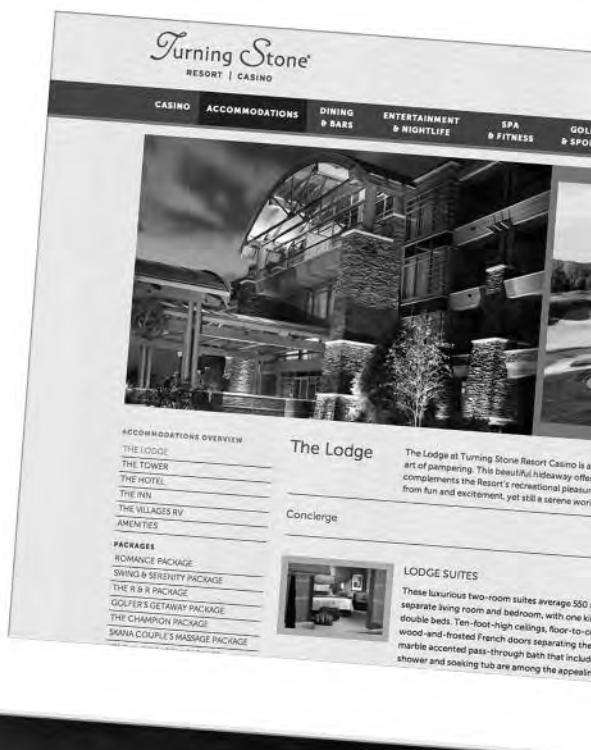 Turning Stone®
RESORT | CASINO
CASINO
ACCOMMODATIONS
DINING
& BARS
ENTERTAINMENT
& NIGHTLIFE
SPA
& FITNESS
GOL
& SPO
ACCOMMODATIONS OVERVIEW
THE LODGE
THE TOWER
THE HOTEL
THE INN
THE VILLAGES RV
AMENITIES
PACKAGES
ROMANCE PACKAGE
SWING & SERENITY PACKAGE
THE R & R PACKAGE
GOLFER'S GETAWAY PACKAGE
THE CHAMPION PACKAGE
SKANA COUPLE'S MASSAGE PACKAGE
The Lodge
The Lodge at Turning Stone Resort Casino is a
art of pampering. This beautiful hideaway offe
complements the Resort's recreational pleasur
from fun and excitement, yet still a serene worl
Concierge
LODGE SUITES
These luxurious two-room suites average 550
separate living room and bedroom, with one ki
double beds. Ten-foot-high ceilings, floor-to-c
wood-and-frosted French doors separating the
marble accented pass-through bath that includ
shower and soaking tub are among the appealin